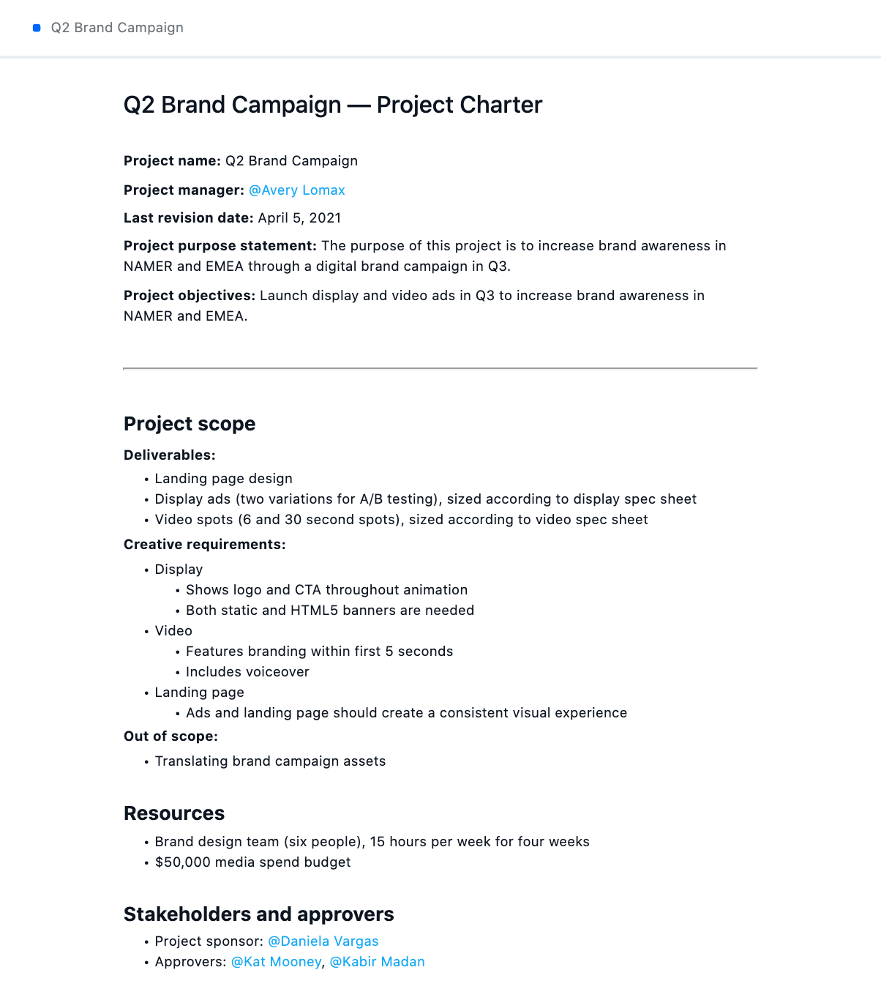 Q2 Brand Campaign
Q2 Brand Campaign — Project Charter
Project name: Q2 Brand Campaign
Project manager: @Avery Lomax
Last revision date: April 5, 2021
Project purpose statement: The purpose of this project is to increase brand awareness in
NAMER and EMEA through a digital brand campaign in Q3.
Project objectives: Launch display and video ads in Q3 to increase brand awareness in
NAMER and EMEA.
Project scope
Deliverables:
• Landing page design
• Display ads (two variations for A/B testing), sized according to display spec sheet
• Video spots (6 and 30 second spots), sized according to video spec sheet
Creative requirements:
• Display
• Shows logo and CTA throughout animation
• Both static and HTML5 banners are needed
• Video
• Features branding within first 5 seconds
• Includes voiceover
• Landing page
• Ads and landing page should create a consistent visual experience
Out of scope:
• Translating brand campaign assets
Resources
• Brand design team (six people), 15 hours per week for four weeks
• $50,000 media spend budget
Stakeholders and approvers
• Project sponsor: @Daniela Vargas
• Approvers: @Kat Mooney, @Kabir Madan